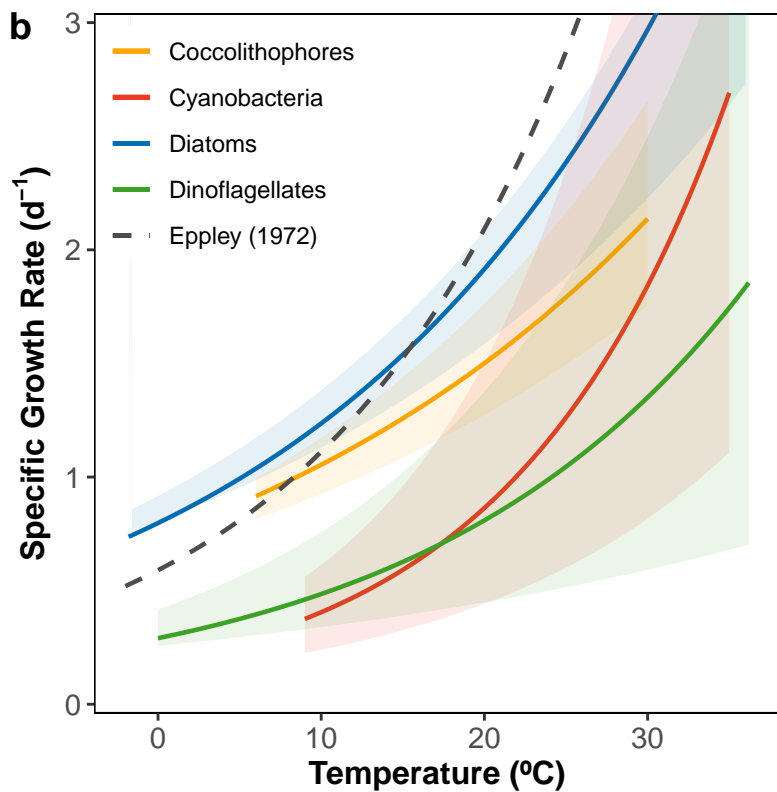 b
Coccolithophores
Cyanobacteria
Diatoms
Dinoflagellates
Eppley (1972)
Specific Growth Rate (d⁻¹)
3
2
1
0
0 10 20 30
Temperature (ºC)